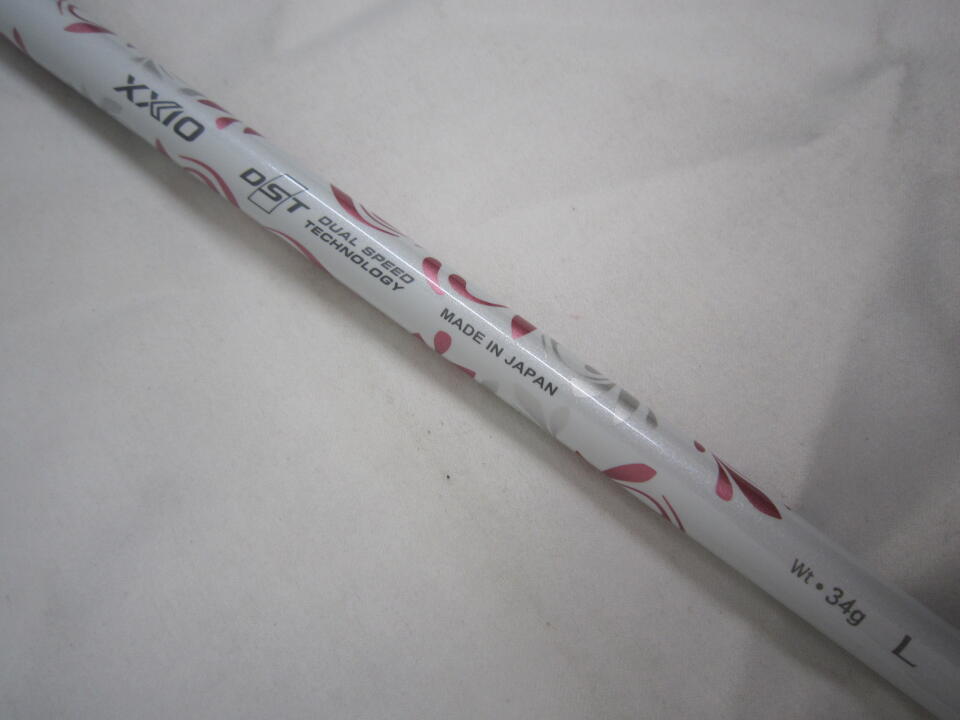 XXIO
DST
DUAL SPEED
TECHNOLOGY
MADE IN JAPAN
Wt•34g
L